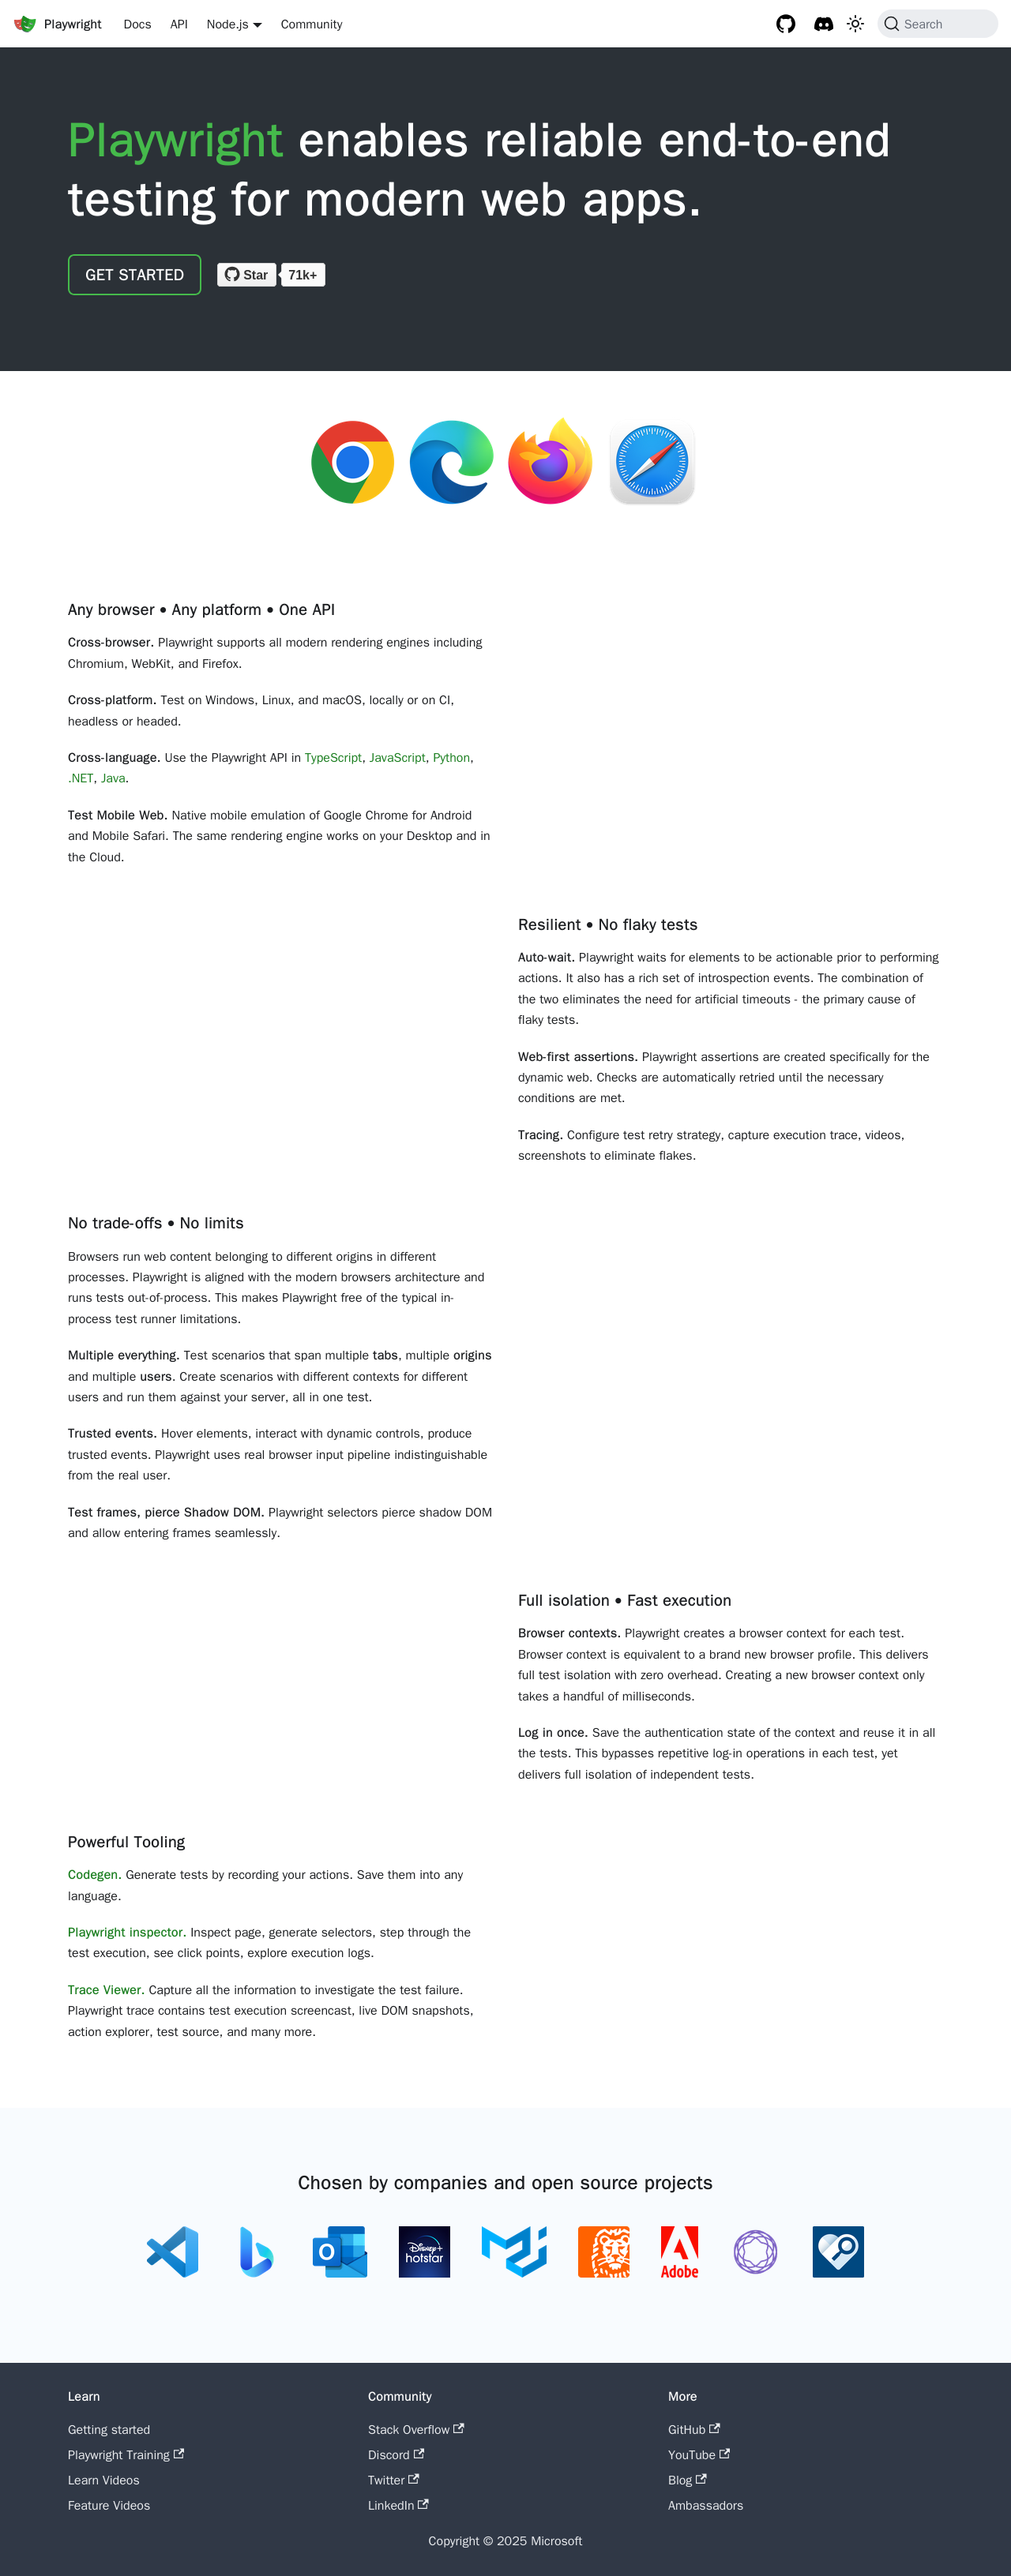 Playwright Docs API Node.js Community Search
Playwright enables reliable end-to-end
testing for modern web apps.
GET STARTED Star 71k+
Any browser • Any platform • One API
Cross-browser. Playwright supports all modern rendering engines including
Chromium, WebKit, and Firefox.
Cross-platform. Test on Windows, Linux, and macOS, locally or on CI,
headless or headed.
Cross-language. Use the Playwright API in TypeScript, JavaScript, Python,
.NET, Java.
Test Mobile Web. Native mobile emulation of Google Chrome for Android
and Mobile Safari. The same rendering engine works on your Desktop and in
the Cloud.
Resilient • No flaky tests
Auto-wait. Playwright waits for elements to be actionable prior to performing
actions. It also has a rich set of introspection events. The combination of
the two eliminates the need for artificial timeouts - the primary cause of
flaky tests.
Web-first assertions. Playwright assertions are created specifically for the
dynamic web. Checks are automatically retried until the necessary
conditions are met.
Tracing. Configure test retry strategy, capture execution trace, videos,
screenshots to eliminate flakes.
No trade-offs • No limits
Browsers run web content belonging to different origins in different
processes. Playwright is aligned with the modern browsers architecture and
runs tests out-of-process. This makes Playwright free of the typical in-
process test runner limitations.
Multiple everything. Test scenarios that span multiple tabs, multiple origins
and multiple users. Create scenarios with different contexts for different
users and run them against your server, all in one test.
Trusted events. Hover elements, interact with dynamic controls, produce
trusted events. Playwright uses real browser input pipeline indistinguishable
from the real user.
Test frames, pierce Shadow DOM. Playwright selectors pierce shadow DOM
and allow entering frames seamlessly.
Full isolation • Fast execution
Browser contexts. Playwright creates a browser context for each test.
Browser context is equivalent to a brand new browser profile. This delivers
full test isolation with zero overhead. Creating a new browser context only
takes a handful of milliseconds.
Log in once. Save the authentication state of the context and reuse it in all
the tests. This bypasses repetitive log-in operations in each test, yet
delivers full isolation of independent tests.
Powerful Tooling
Codegen. Generate tests by recording your actions. Save them into any
language.
Playwright inspector. Inspect page, generate selectors, step through the
test execution, see click points, explore execution logs.
Trace Viewer. Capture all the information to investigate the test failure.
Playwright trace contains test execution screencast, live DOM snapshots,
action explorer, test source, and many more.
Chosen by companies and open source projects
O
Disney+
hotstar
Adobe
Learn
Getting started
Playwright Training
Learn Videos
Feature Videos
Community
Stack Overflow
Discord
Twitter
LinkedIn
More
GitHub
YouTube
Blog
Ambassadors
Copyright © 2025 Microsoft